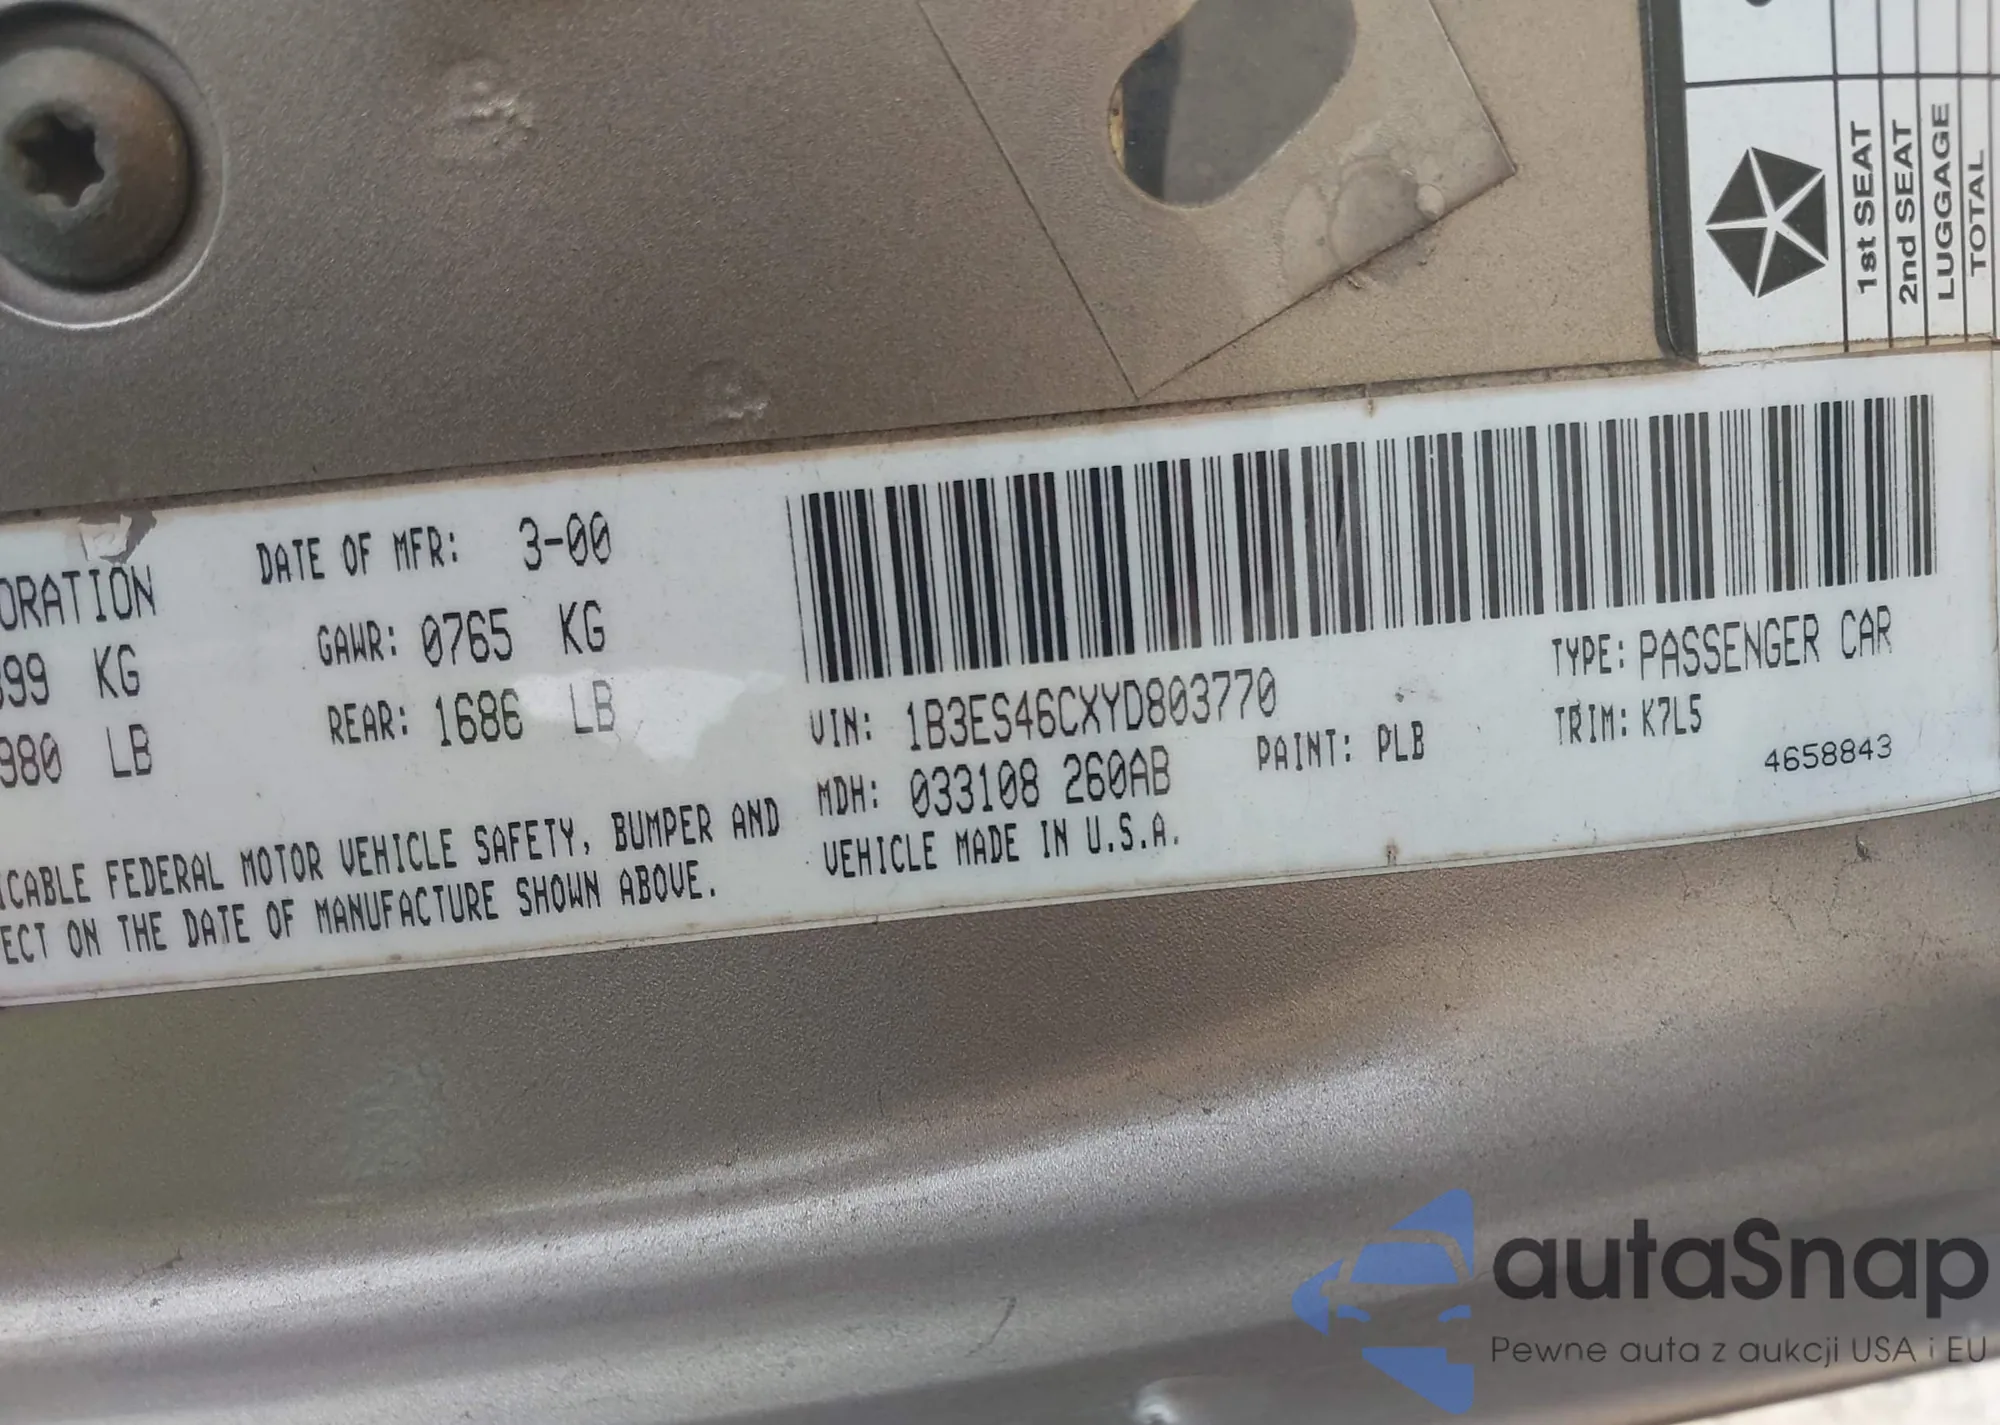 1st SEAT
2nd SEAT
LUGGAGE
TOTAL
ORATION
DATE OF MFR: 3-00
99 KG
GAWR: 0765 KG
980 LB
REAR: 1686 LB
ICABLE FEDERAL MOTOR VEHICLE SAFETY, BUMPER AND
ECT ON THE DATE OF MANUFACTURE SHOWN ABOVE.
VIN: 1B3ES46CXYD803770
TYPE: PASSENGER CAR
MDH: 033108 260AB
PAINT: PLB
TRIM: K7L5
VEHICLE MADE IN U.S.A.
4658843
autaSnap
Pewne auta z aukcji USA i EU